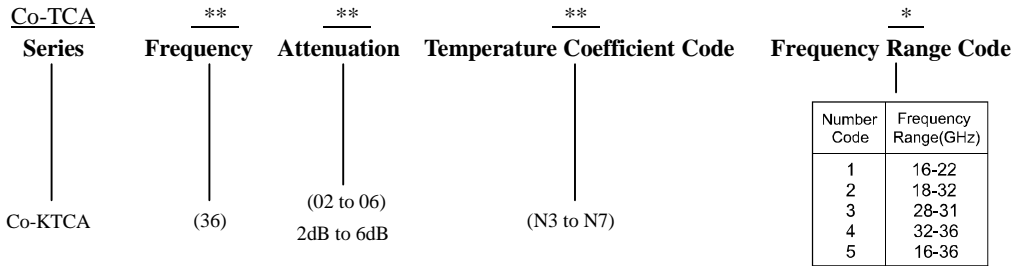 Co-TCA ** ** ** *
Series Frequency Attenuation Temperature Coefficient Code Frequency Range Code
Number Code Frequency Range(GHz)
1 16-22
2 18-32
3 28-31
4 32-36
5 16-36
Co-KTCA (36) (02 to 06) (N3 to N7)
2dB to 6dB